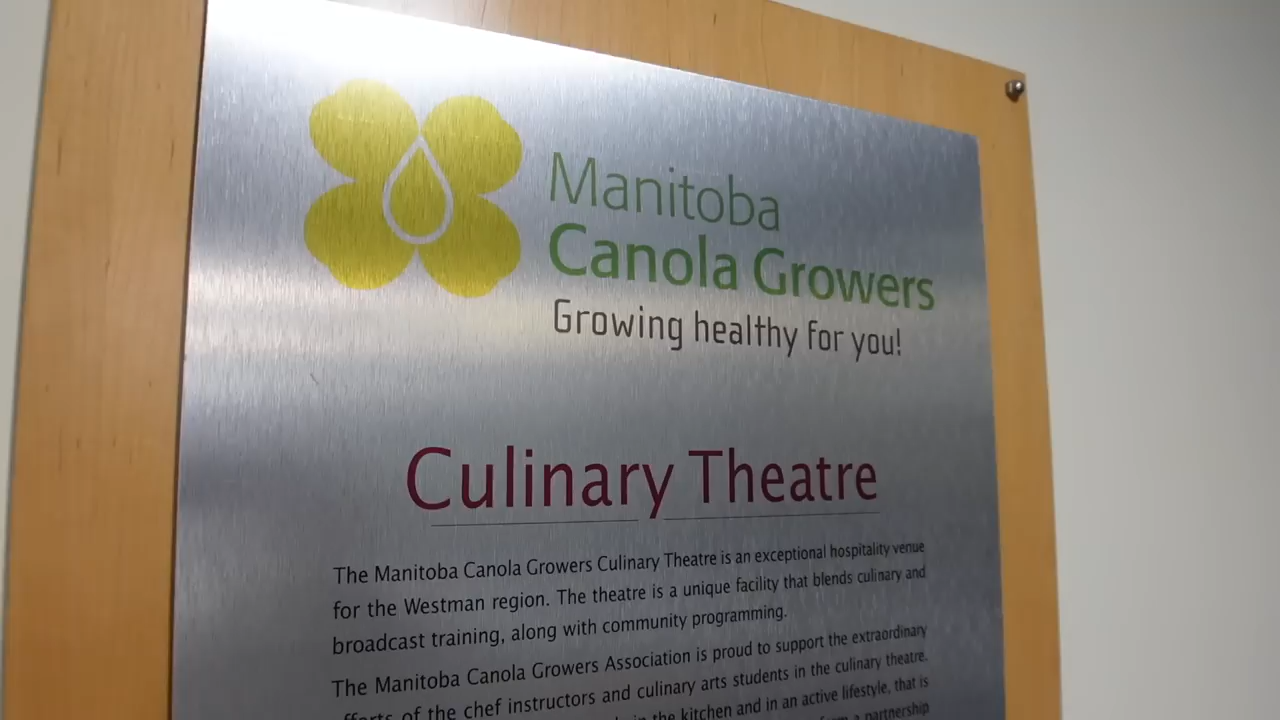 Manitoba
Canola Growers
Growing healthy for you!
Culinary Theatre
The Manitoba Canola Growers Culinary Theatre is an exceptional hospitality venue
for the Westman region. The theatre is a unique facility that blends culinary and
broadcast training, along with community programming.
The Manitoba Canola Growers Association is proud to support the extraordinary
efforts of the chef instructors and culinary arts students in the culinary theatre.
in the kitchen and in an active lifestyle, that is
a partnership